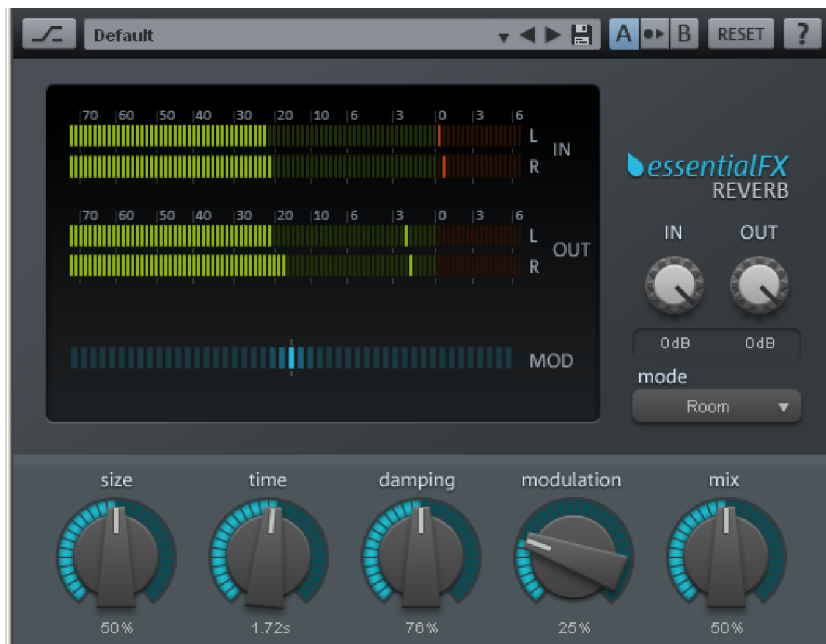 Default A B RESET ?
70 60 50 40 30 20 10 6 3 0 3 6
L
IN
R
70 60 50 40 30 20 10 6 3 0 3 6
L
OUT
R
MOD
essentialFX
REVERB
IN OUT
0dB 0dB
mode
Room
size time damping modulation mix
50% 1.72s 76% 25% 50%